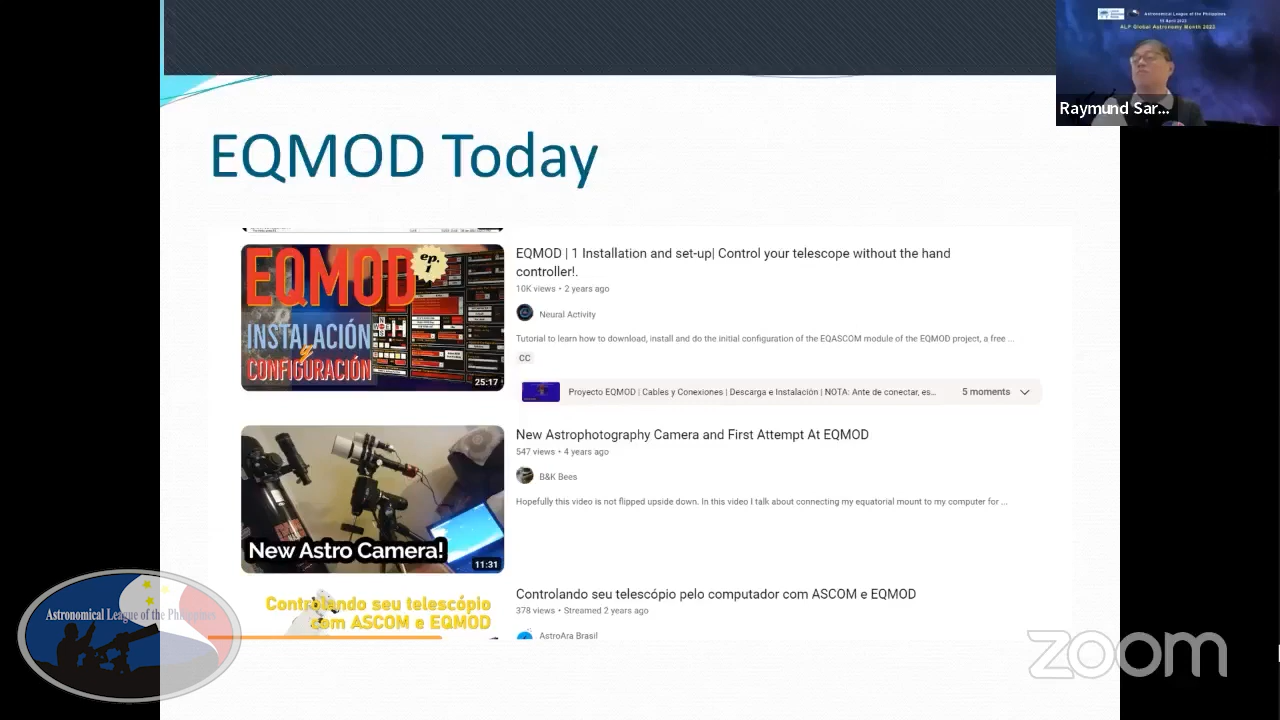 Astronomical League of the Philippines
ALP Global Astronomy Month 2023
Raymund Sar...
EQMOD Today
EQMOD
ep.
1
INSTALACIÓN
y
CONFIGURACIÓN
25:17
EQMOD | 1 Installation and set-up| Control your telescope without the hand
controller!.
10K views • 2 years ago
Neural Activity
Tutorial to learn how to download, install and do the initial configuration of the EQASCOM module of the EQMOD project, a free ...
CC
Proyecto EQMOD | Cables y Conexiones | Descarga e Instalación | NOTA: Ante de conectar, es...
5 moments
New Astro Camera!
11:31
New Astrophotography Camera and First Attempt At EQMOD
547 views • 4 years ago
B&K Bees
Hopefully this video is not flipped upside down. In this video I talk about connecting my equatorial mount to my computer for ...
Controlando seu telescópio
com ASCOM e EQMOD
Controlando seu telescópio pelo computador com ASCOM e EQMOD
378 views • Streamed 2 years ago
AstroAra Brasil
Astronomical League of the Philippines
zoom